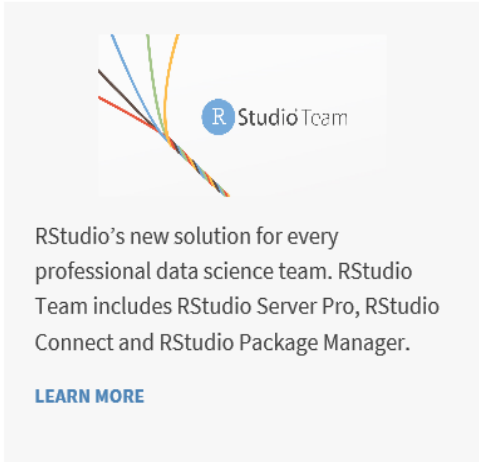 R Studio Team
RStudio’s new solution for every
professional data science team. RStudio
Team includes RStudio Server Pro, RStudio
Connect and RStudio Package Manager.
LEARN MORE